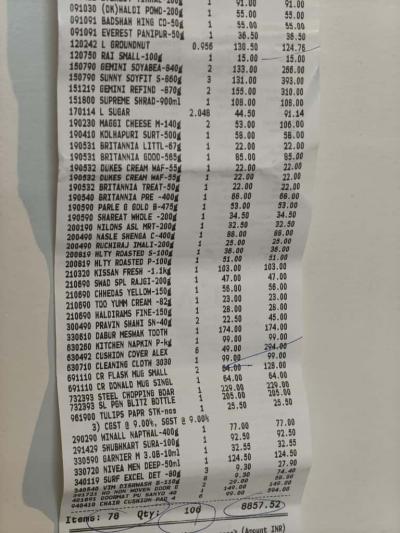 091030 (CK)HALDI POWD-200g 1 55.00 55.00
091091 BADSHAH HING CO-50g 1 55.00 55.00
091091 EVEREST PANIPUR-50g 1 36.50 36.50
120242 L GROUNDNUT 0.956 130.50 124.76
120750 RAI SMALL-100g 1 15.00 15.00
150790 GEMINI SOYABEA-840g 2 133.00 266.00
150790 SUNNY SOYFIT S-860g 3 131.00 393.00
151219 GEMINI REFIND -870g 2 155.00 310.00
151800 SUPREME SHRAD-900ml 1 108.00 108.00
170114 L SUGAR 2.048 44.50 91.14
190230 MAGGI CHEESE M-140g 2 53.00 106.00
190410 KOLHAPURI SURT-500g 1 58.00 58.00
190531 BRITANNIA LITTL-67g 1 22.00 22.00
190531 BRITANNIA GOOD-585g 1 85.00 85.00
190532 DUKES CREAM WAF-55g 1 22.00 22.00
190532 DUKES CREAM WAF-55g 1 22.00 22.00
190532 BRITANNIA TREAT-50g 1 22.00 22.00
190540 BRITANNIA PRE -400g 1 66.00 66.00
190590 PARLE G GOLD B-475g 1 53.00 53.00
190590 SHAREAT WHOLE -200g 1 34.50 34.50
200190 NILONS ASL MRT-200g 1 32.50 32.50
200490 NASLE SHENGA C-400g 1 88.00 88.00
200490 RUCHIRAJ IMALI-200g 1 25.00 25.00
200819 HLTY ROASTED S-100g 1 36.00 36.00
200819 HLTY ROASTED P-100g 1 51.00 51.00
210320 KISSAN FRESH -1.1kg 1 103.00 103.00
210690 SWAD SPL RAJGI-200g 1 47.00 47.00
210690 CHHEDAS YELLOW-150g 1 56.00 56.00
210690 TOO YUMM CREAM -82g 1 23.00 23.00
210690 HALDIRAMS FINE-150g 1 28.00 28.00
300490 PRAVIN SHAHI SN-40g 2 22.50 45.00
330610 DABUR MESWAK TOOTH 1 174.00 174.00
630260 KITCHEN NAPKIN P-kg 1 99.00 99.00
630492 CUSHION COVER ALEX 6 49.00 294.00
630710 CLEANING CLOTH 3030 1 99.00 99.00
691110 CR FLASK MUG SMALL 2 64.00 128.00
691110 CR DONALD MUG SINGL 1 64.00 64.00
732393 STEEL CHOPPING BOAR 1 229.00 229.00
732393 SL PGN BLITZ BOTTLE 1 205.00 205.00
961900 TULIPS PAPR STK-nos 1 25.50 25.50
3) CGST @ 9.00%, SGST @ 9.00%
290290 WINALL NAPTHAL-400g 1 77.00 77.00
291429 SHUBHKART SURA-100g 1 92.50 92.50
330590 GARNIER M 3.0B-10ml 1 32.55 32.55
330720 NIVEA MEN DEEP-50ml 1 124.50 124.50
340119 SURF EXCEL DET -80g 3 9.30 27.90
Items: 78 Qty: 100 8857.52